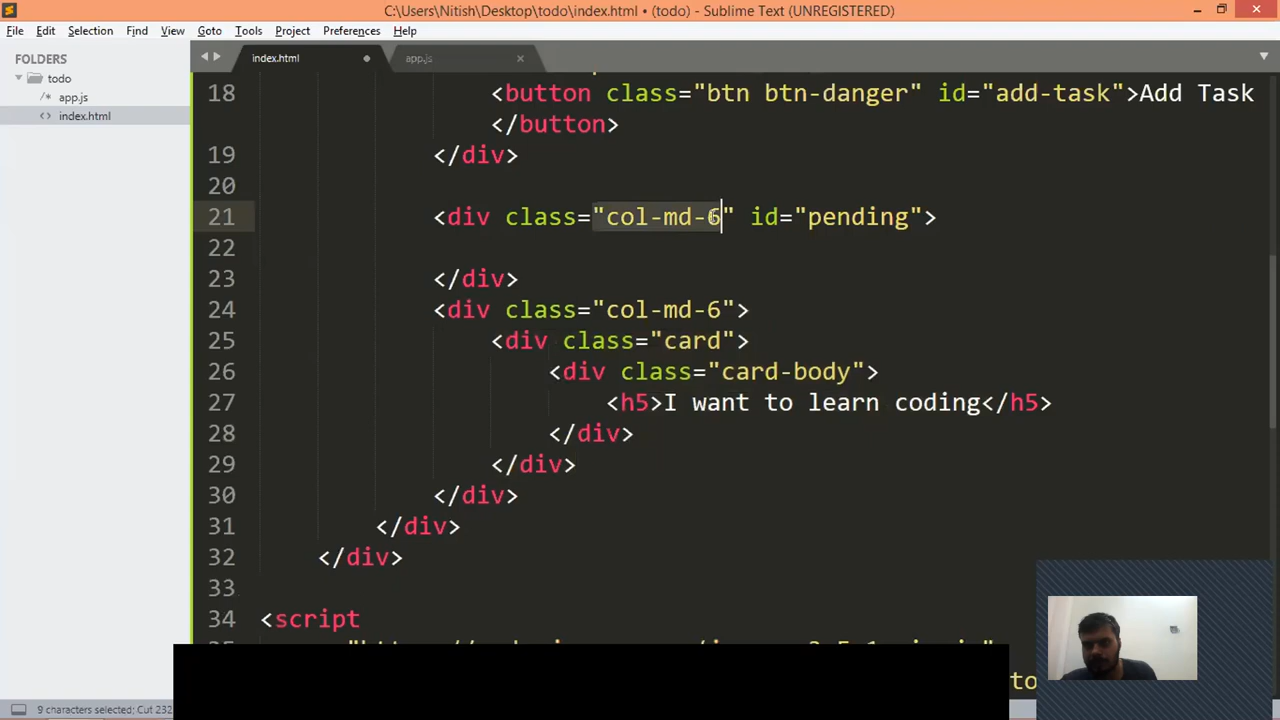 C:\Users\Nitish\Desktop\todo\index.html • (todo) - Sublime Text (UNREGISTERED)
File Edit Selection Find View Goto Tools Project Preferences Help
FOLDERS
todo
/* app.js
<> index.html
index.html
app.js
18 <button class="btn btn-danger" id="add-task">Add Task
</button>
19 </div>
20
21 <div class="col-md-6" id="pending">
22
23 </div>
24 <div class="col-md-6">
25 <div class="card">
26 <div class="card-body">
27 <h5>I want to learn coding</h5>
28 </div>
29 </div>
30 </div>
31 </div>
32 </div>
33
34 <script
to
9 characters selected; Cut 232